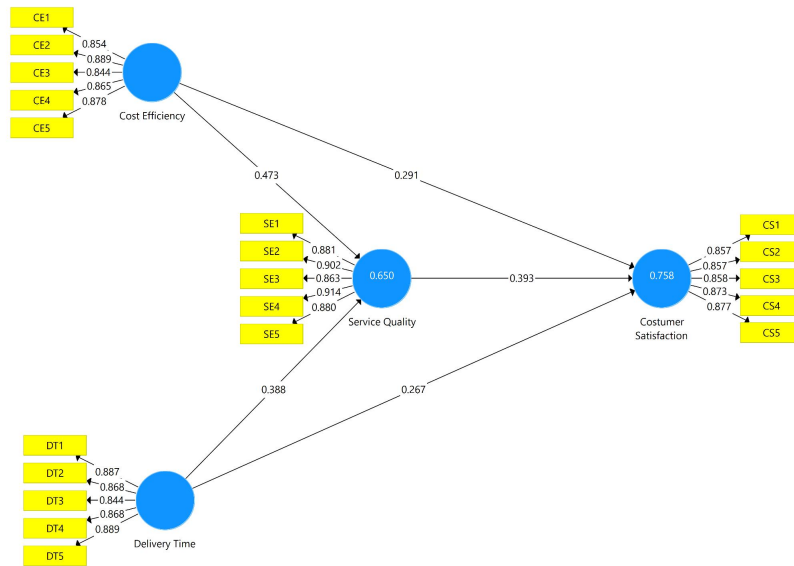 CE1
CE2
CE3
CE4
CE5
0.854
0.889
0.844
0.865
0.878
Cost Efficiency
0.473
0.291
SE1
SE2
SE3
SE4
SE5
0.881
0.902
0.863
0.914
0.880
0.650
Service Quality
0.393
0.758
Costumer
Satisfaction
0.857
0.857
0.858
0.873
0.877
CS1
CS2
CS3
CS4
CS5
0.388
0.267
DT1
DT2
DT3
DT4
DT5
0.887
0.868
0.844
0.868
0.889
Delivery Time